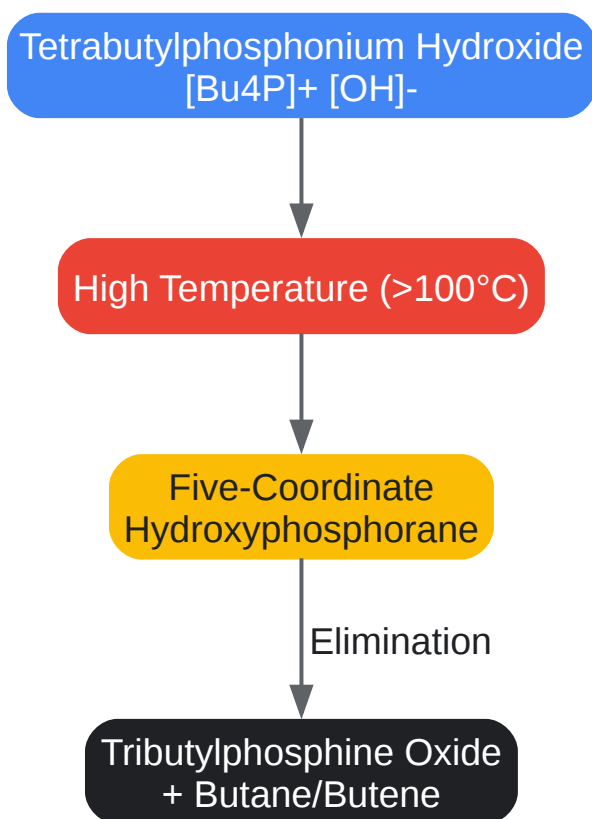 Tetrabutylphosphonium Hydroxide
[Bu4P]+ [OH]-
High Temperature (>100°C)
Five-Coordinate
Hydroxyphosphorane
Elimination
Tributylphosphine Oxide
+ Butane/Butene